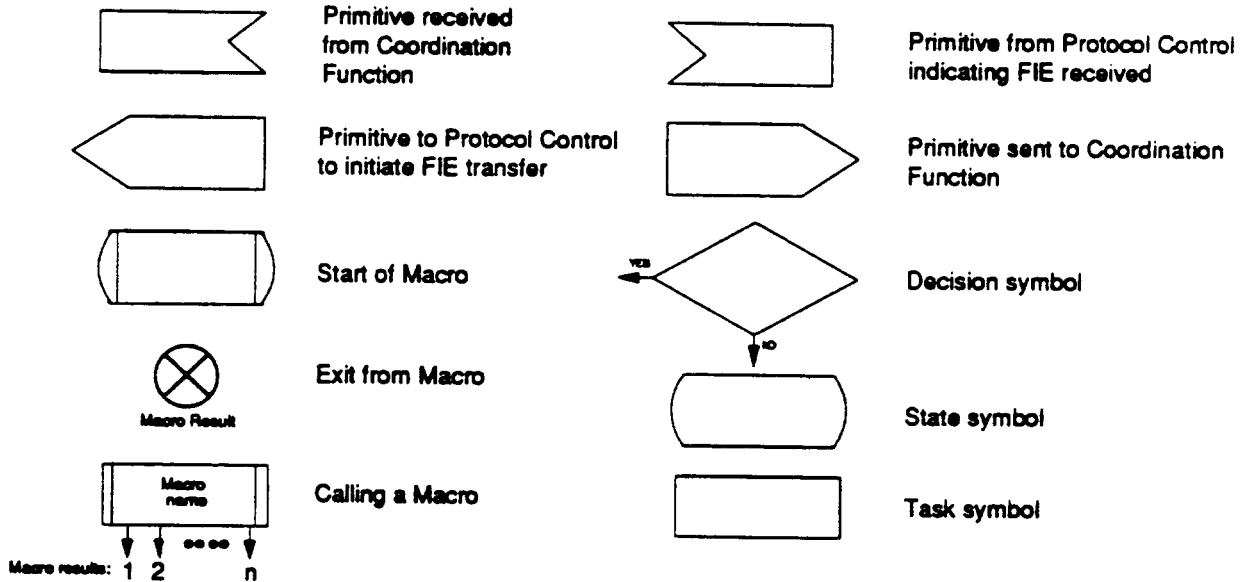 Primitive received
from Coordination
Function
Primitive from Protocol Control
indicating FIE received
Primitive to Protocol Control
to initiate FIE transfer
Primitive sent to Coordination
Function
Start of Macro
YES
Decision symbol
Exit from Macro
Macro Result
State symbol
Macro
name
Calling a Macro
Task symbol
Macro results: 1 2 n